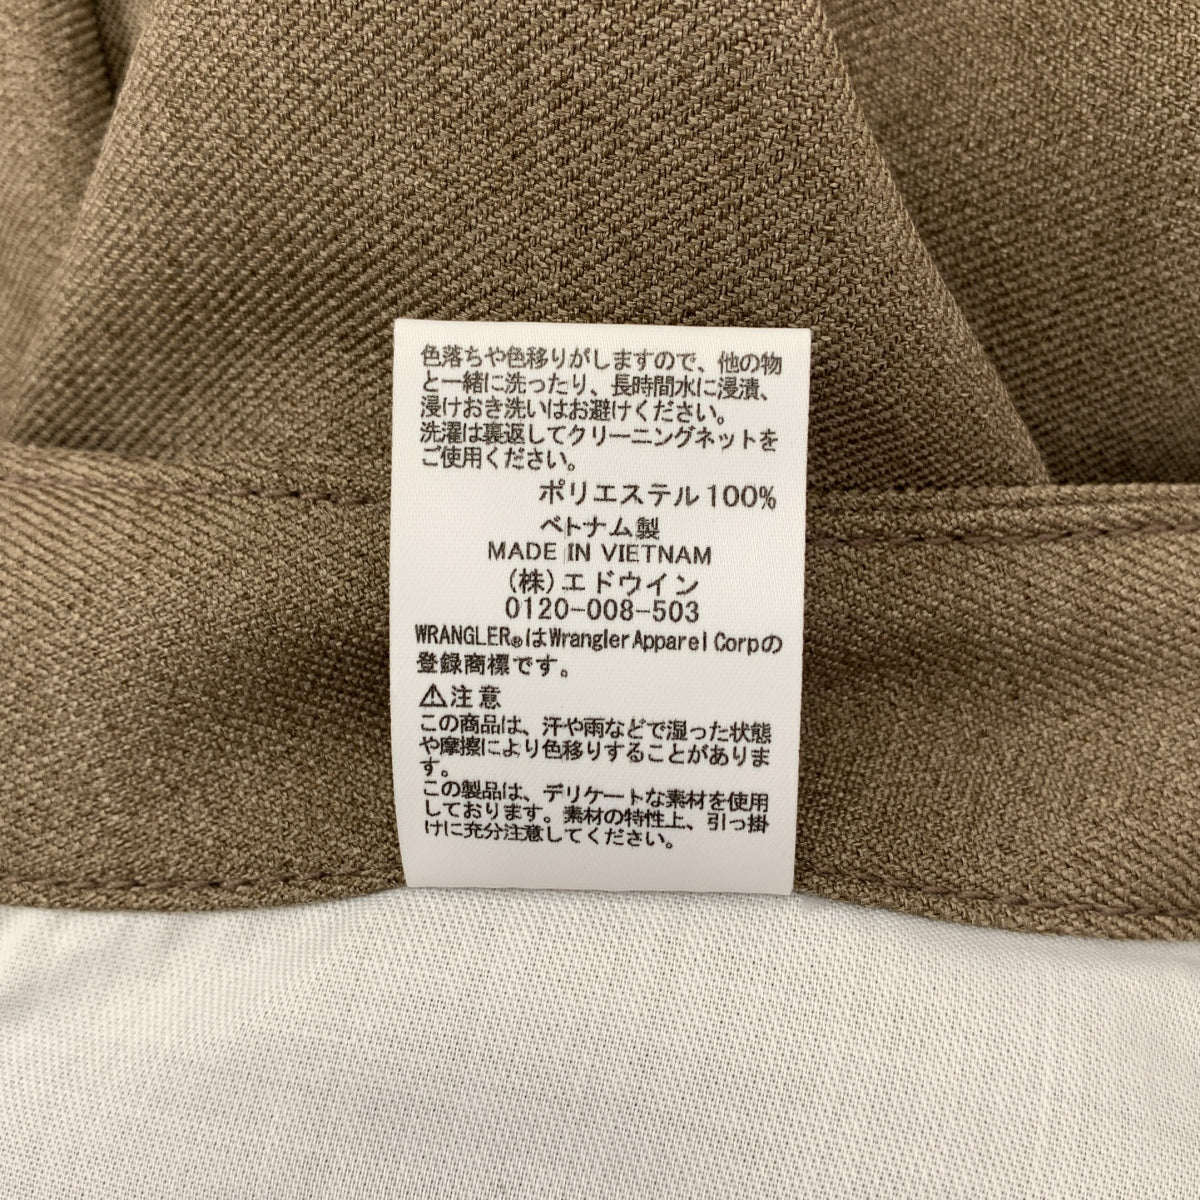 色落ちや色移りがしますので、他の物
と一緒に洗ったり、長時間水に浸漬、
浸けおき洗いはお避けください。
洗濯は裏返してクリーニングネットを
ご使用ください。
ポリエステル100%
ベトナム製
MADE IN VIETNAM
(株)エドウイン
0120-008-503
WRANGLER®はWrangler Apparel Corpの
登録商標です。
⚠注意
この商品は、汗や雨などで湿った状態
や摩擦により色移りすることがありま
す。
この製品は、デリケートな素材を使用
しております。素材の特性上、引っ掛
けに充分注意してください。